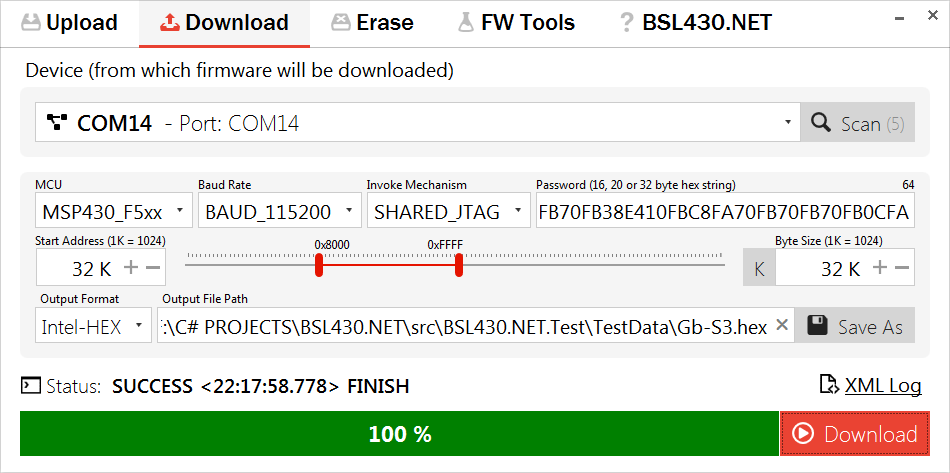 Upload Download Erase FW Tools ? BSL430.NET
Device (from which firmware will be downloaded)
COM14 - Port: COM14 Scan (5)
MCU Baud Rate Invoke Mechanism Password (16, 20 or 32 byte hex string) 64
MSP430_F5xx BAUD_115200 SHARED_JTAG FB70FB38E410FBC8FA70FB70FB70FB0CFA
Start Address (1K = 1024) 0x8000 0xFFFF Byte Size (1K = 1024)
32 K + − K 32 K + −
Output Format Output File Path
Intel-HEX :\C# PROJECTS\BSL430.NET\src\BSL430.NET.Test\TestData\Gb-S3.hex Save As
Status: SUCCESS <22:17:58.778> FINISH XML Log
100 % Download